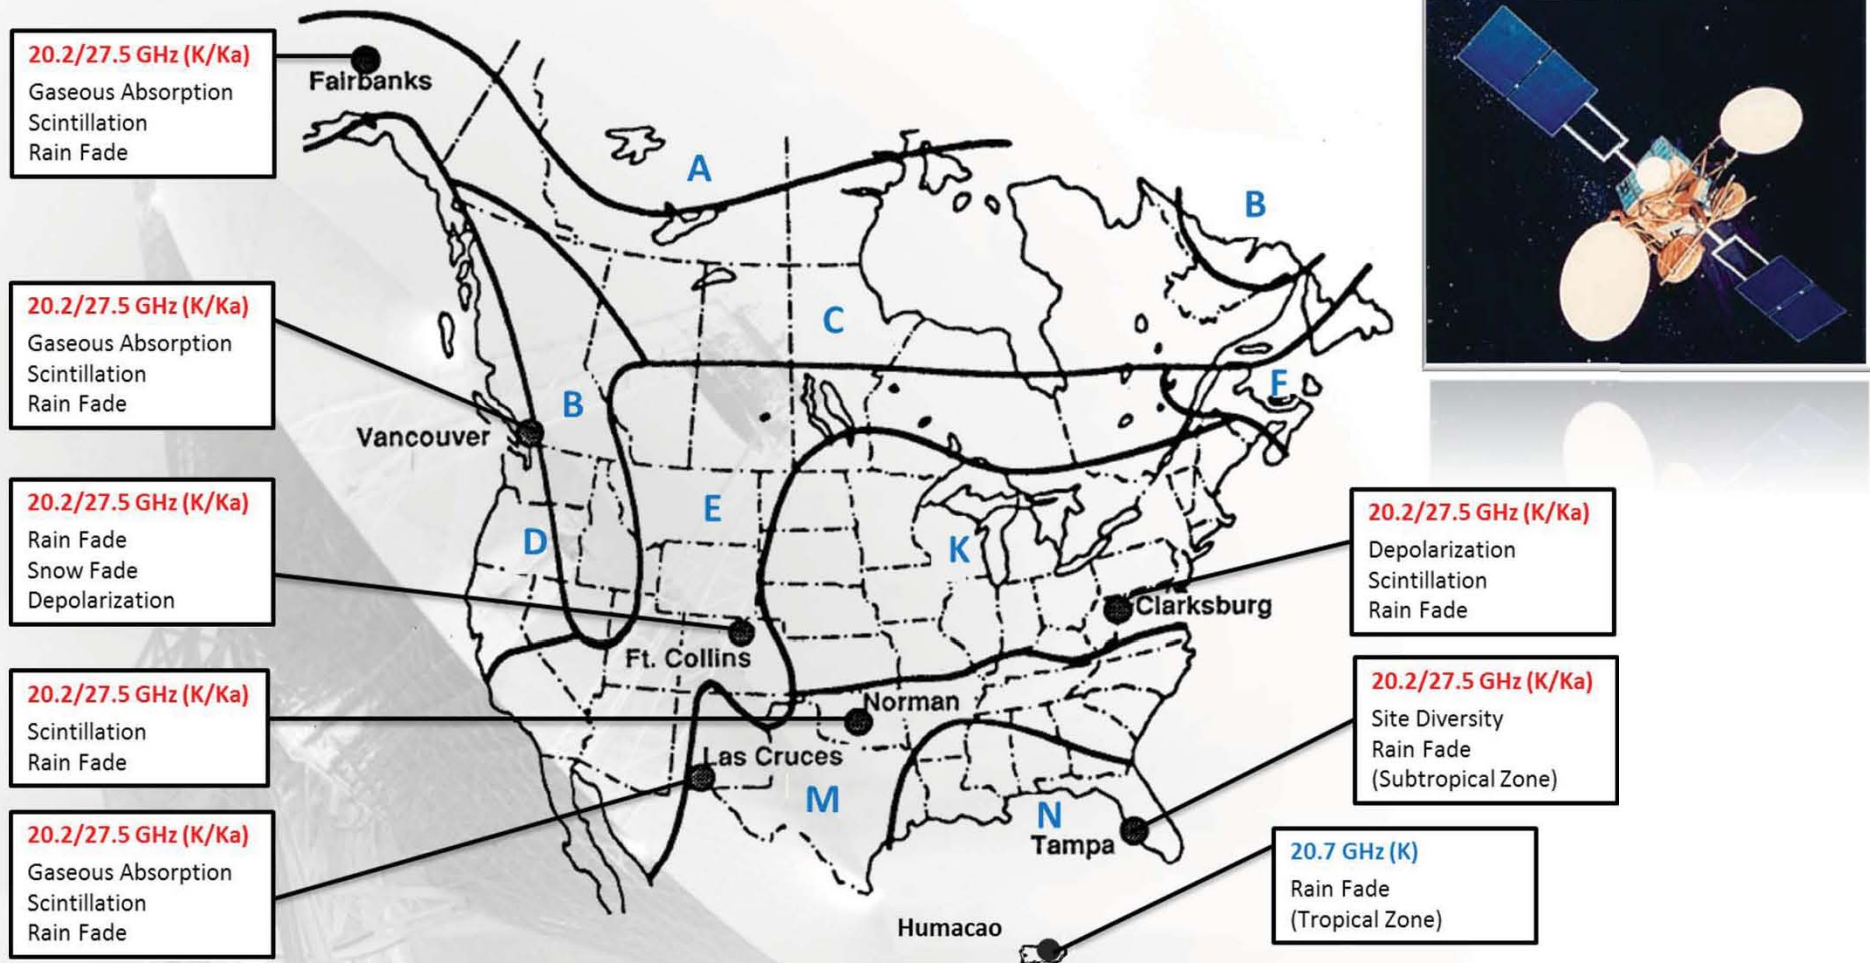 20.2/27.5 GHz (K/Ka)
Gaseous Absorption
Scintillation
Rain Fade
Fairbanks
A
B
20.2/27.5 GHz (K/Ka)
Gaseous Absorption
Scintillation
Rain Fade
C
B
F
Vancouver
20.2/27.5 GHz (K/Ka)
Rain Fade
Snow Fade
Depolarization
E
D
K
20.2/27.5 GHz (K/Ka)
Depolarization
Scintillation
Rain Fade
Clarksburg
Ft. Collins
20.2/27.5 GHz (K/Ka)
Scintillation
Rain Fade
Norman
20.2/27.5 GHz (K/Ka)
Site Diversity
Rain Fade
(Subtropical Zone)
Las Cruces
M
N
Tampa
20.2/27.5 GHz (K/Ka)
Gaseous Absorption
Scintillation
Rain Fade
20.7 GHz (K)
Rain Fade
(Tropical Zone)
Humacao